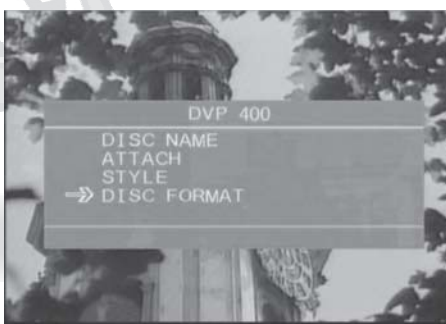 DVP 400
DISC NAME
ATTACH
STYLE
DISC FORMAT